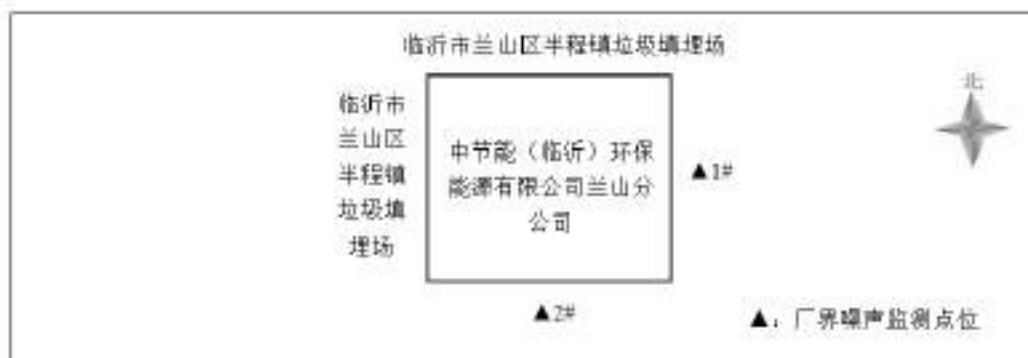 临沂市兰山区半程镇垃圾填埋场
北
临沂市
兰山区
半程镇
垃圾填
埋场
中节能（临沂）环保
能源有限公司兰山分
公司
▲1#
▲2#
▲：厂界噪声监测点位